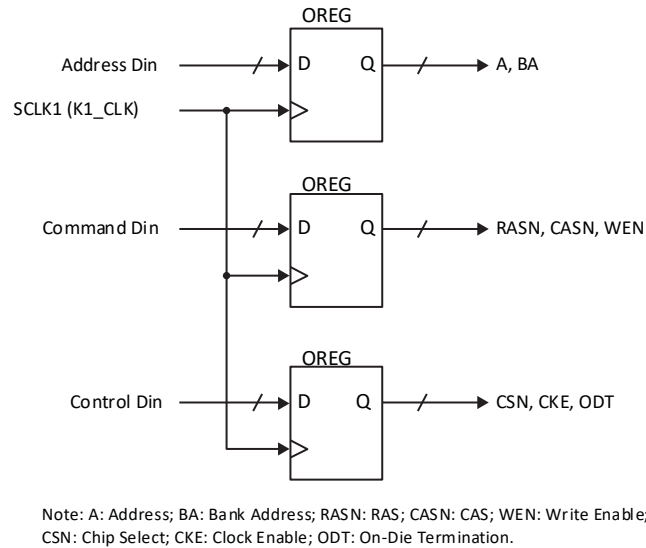 OREG
Address Din
D
Q
A, BA
SCLK1 (K1_CLK)
OREG
Command Din
D
Q
RASN, CASN, WEN
OREG
Control Din
D
Q
CSN, CKE, ODT
Note: A: Address; BA: Bank Address; RASN: RAS; CASN: CAS; WEN: Write Enable;
CSN: Chip Select; CKE: Clock Enable; ODT: On-Die Termination.